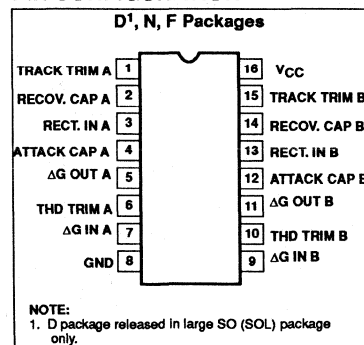 D¹, N, F Packages
TRACK TRIM A 1 16 VCC
RECOV. CAP A 2 15 TRACK TRIM B
RECT. IN A 3 14 RECOV. CAP B
ATTACK CAP A 4 13 RECT. IN B
ΔG OUT A 5 12 ATTACK CAP B
THD TRIM A 6 11 ΔG OUT B
ΔG IN A 7 10 THD TRIM B
GND 8 9 ΔG IN B
NOTE:
1. D package released in large SO (SOL) package
only.